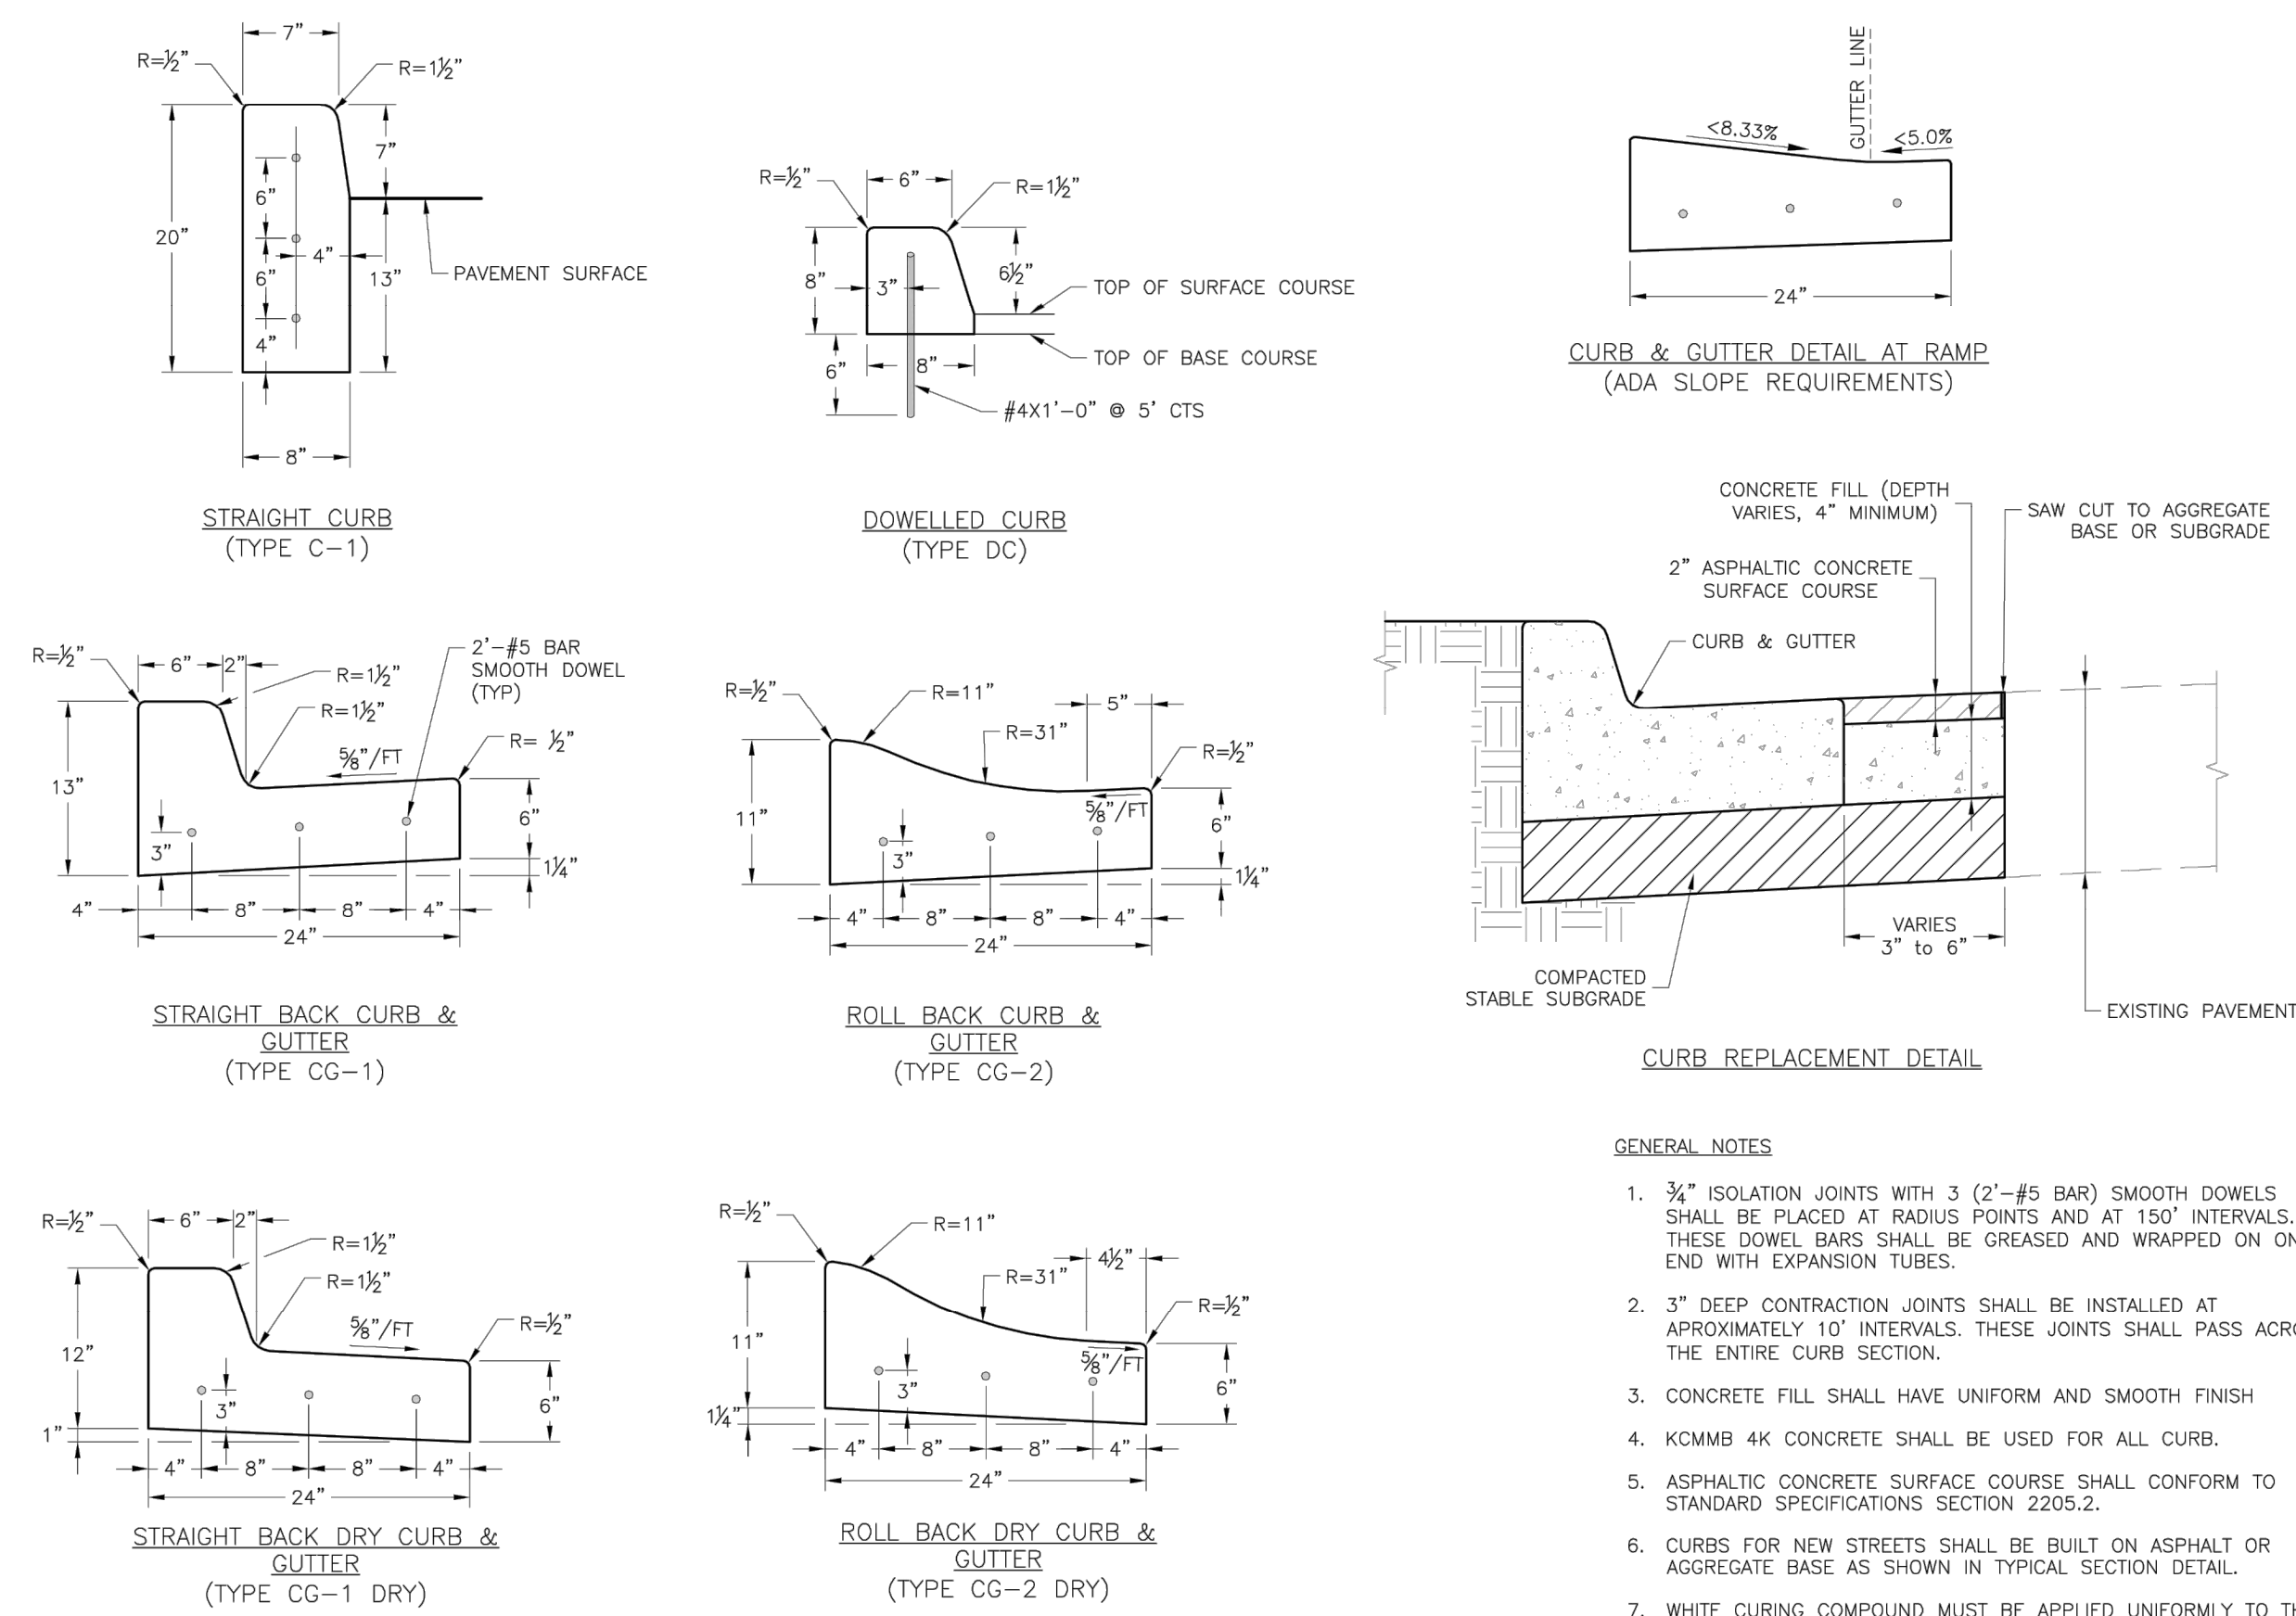 7"
R=½"
R=1½"
7"
6"
20"
4"
6"
13"
PAVEMENT SURFACE
4"
8"
STRAIGHT CURB
(TYPE C-1)
R=½"
6"
R=1½"
8"
3"
6½"
TOP OF SURFACE COURSE
TOP OF BASE COURSE
6"
8"
#4X1'-0" @ 5' CTS
DOWELLED CURB
(TYPE DC)
GUTTER LINE
<8.33%
<5.0%
24"
CURB & GUTTER DETAIL AT RAMP
(ADA SLOPE REQUIREMENTS)
R=½"
6"
2"
R=1½"
R=1½"
2'-#5 BAR
SMOOTH DOWEL
(TYP)
R= ½"
⅝"/FT
13"
3"
6"
1¼"
4"
8"
8"
4"
24"
STRAIGHT BACK CURB &
GUTTER
(TYPE CG-1)
R=½"
R=11"
5"
R=31"
R=½"
11"
⅝"/FT
6"
3"
1¼"
4"
8"
8"
4"
24"
ROLL BACK CURB &
GUTTER
(TYPE CG-2)
CONCRETE FILL (DEPTH
VARIES, 4" MINIMUM)
SAW CUT TO AGGREGATE
BASE OR SUBGRADE
2" ASPHALTIC CONCRETE
SURFACE COURSE
CURB & GUTTER
VARIES
3" to 6"
COMPACTED
STABLE SUBGRADE
EXISTING PAVEMENT
CURB REPLACEMENT DETAIL
R=½"
6"
2"
R=1½"
R=1½"
⅝"/FT
R=½"
12"
3"
6"
1"
4"
8"
8"
4"
24"
STRAIGHT BACK DRY CURB &
GUTTER
(TYPE CG-1 DRY)
R=½"
R=11"
4½"
R=31"
R=½"
11"
⅝"/FT
3"
6"
1¼"
4"
8"
8"
4"
24"
ROLL BACK DRY CURB &
GUTTER
(TYPE CG-2 DRY)
GENERAL NOTES
1. ¾" ISOLATION JOINTS WITH 3 (2'-#5 BAR) SMOOTH DOWELS
SHALL BE PLACED AT RADIUS POINTS AND AT 150' INTERVALS.
THESE DOWEL BARS SHALL BE GREASED AND WRAPPED ON
END WITH EXPANSION TUBES.
2. 3" DEEP CONTRACTION JOINTS SHALL BE INSTALLED AT
APROXIMATELY 10' INTERVALS. THESE JOINTS SHALL PASS
THE ENTIRE CURB SECTION.
3. CONCRETE FILL SHALL HAVE UNIFORM AND SMOOTH FINISH
4. KCMMB 4K CONCRETE SHALL BE USED FOR ALL CURB.
5. ASPHALTIC CONCRETE SURFACE COURSE SHALL CONFORM TO
STANDARD SPECIFICATIONS SECTION 2205.2.
6. CURBS FOR NEW STREETS SHALL BE BUILT ON ASPHALT OR
AGGREGATE BASE AS SHOWN IN TYPICAL SECTION DETAIL.
7. WHITE CURING COMPOUND MUST BE APPLIED UNIFORMLY TO